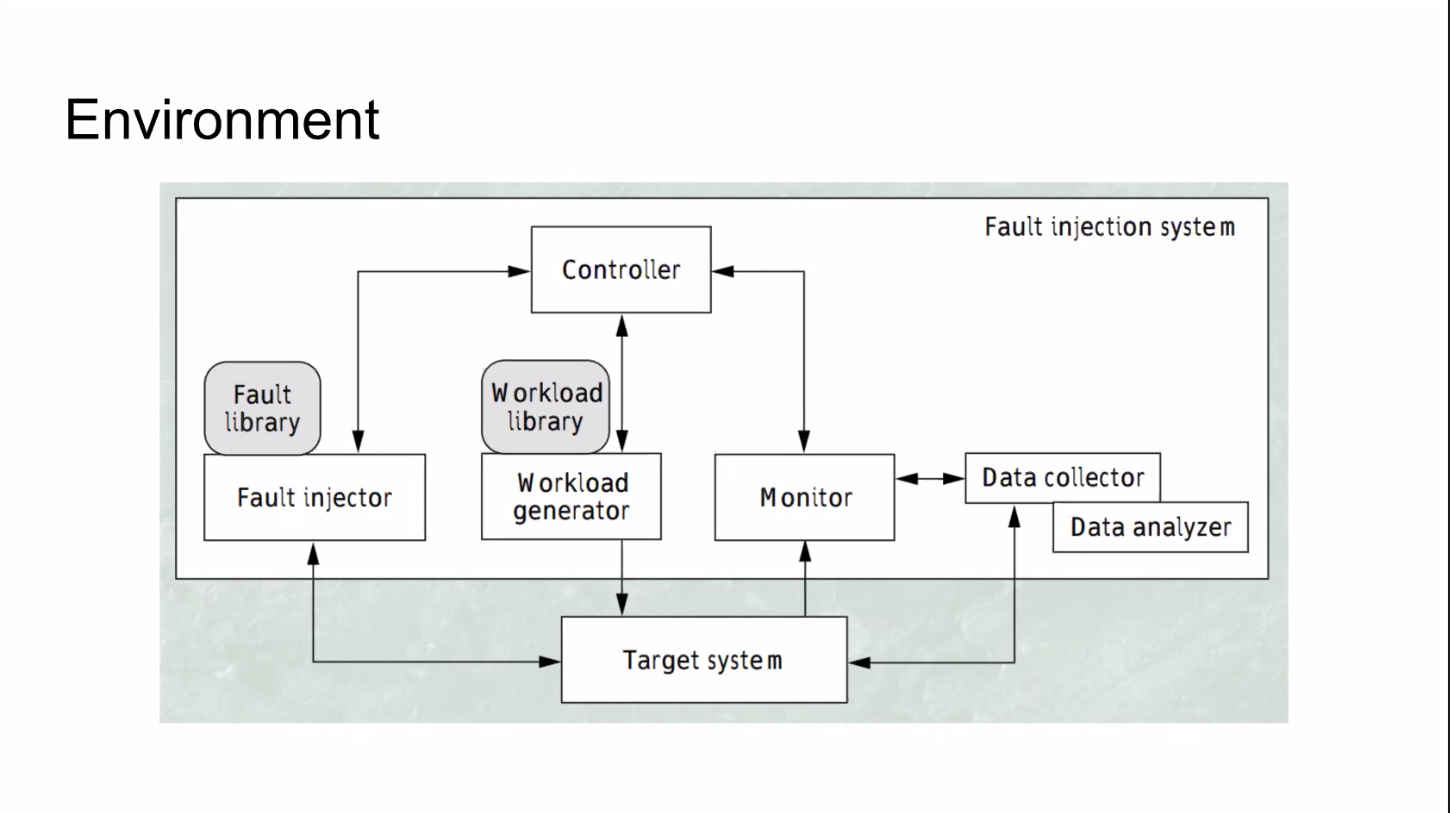 Environment
Fault injection system
Controller
Fault
library
Workload
library
Fault injector
Workload
generator
Monitor
Data collector
Data analyzer
Target system